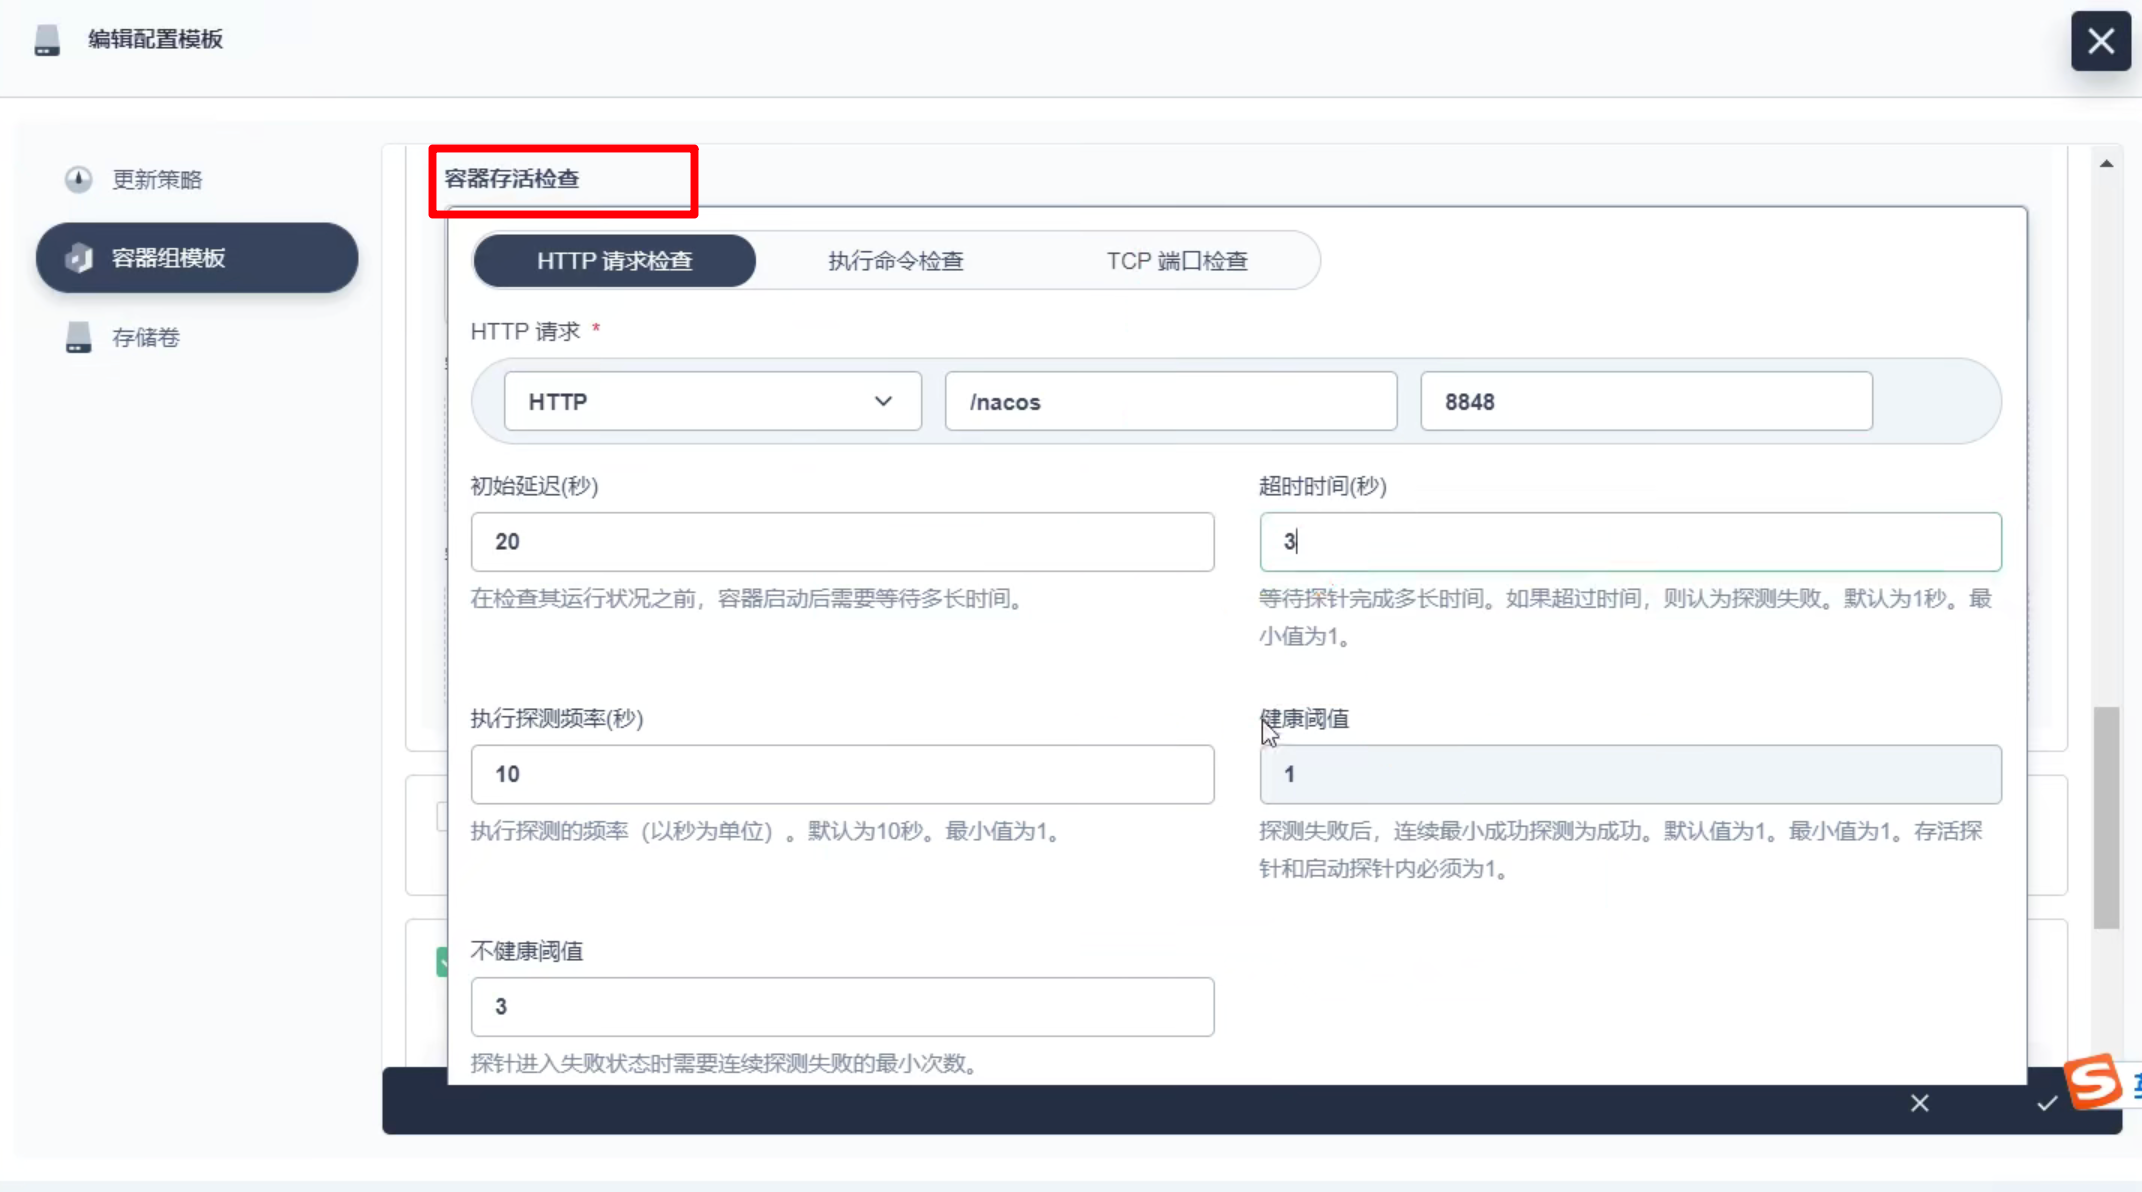 编辑配置模板
更新策略
容器组模板
存储卷
容器存活检查
HTTP 请求检查
执行命令检查
TCP 端口检查
HTTP 请求 *
HTTP
/nacos
8848
初始延迟(秒)
20
在检查其运行状况之前，容器启动后需要等待多长时间。
超时时间(秒)
3
等待探针完成多长时间。如果超过时间，则认为探测失败。默认为1秒。最
小值为1。
执行探测频率(秒)
10
执行探测的频率（以秒为单位）。默认为10秒。最小值为1。
健康阈值
1
探测失败后，连续最小成功探测为成功。默认值为1。最小值为1。存活探
针和启动探针内必须为1。
不健康阈值
3
探针进入失败状态时需要连续探测失败的最小次数。